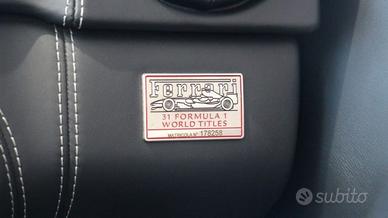 Ferrari
31 FORMULA 1
WORLD TITLES
MATRICOLA N° 178258
subito